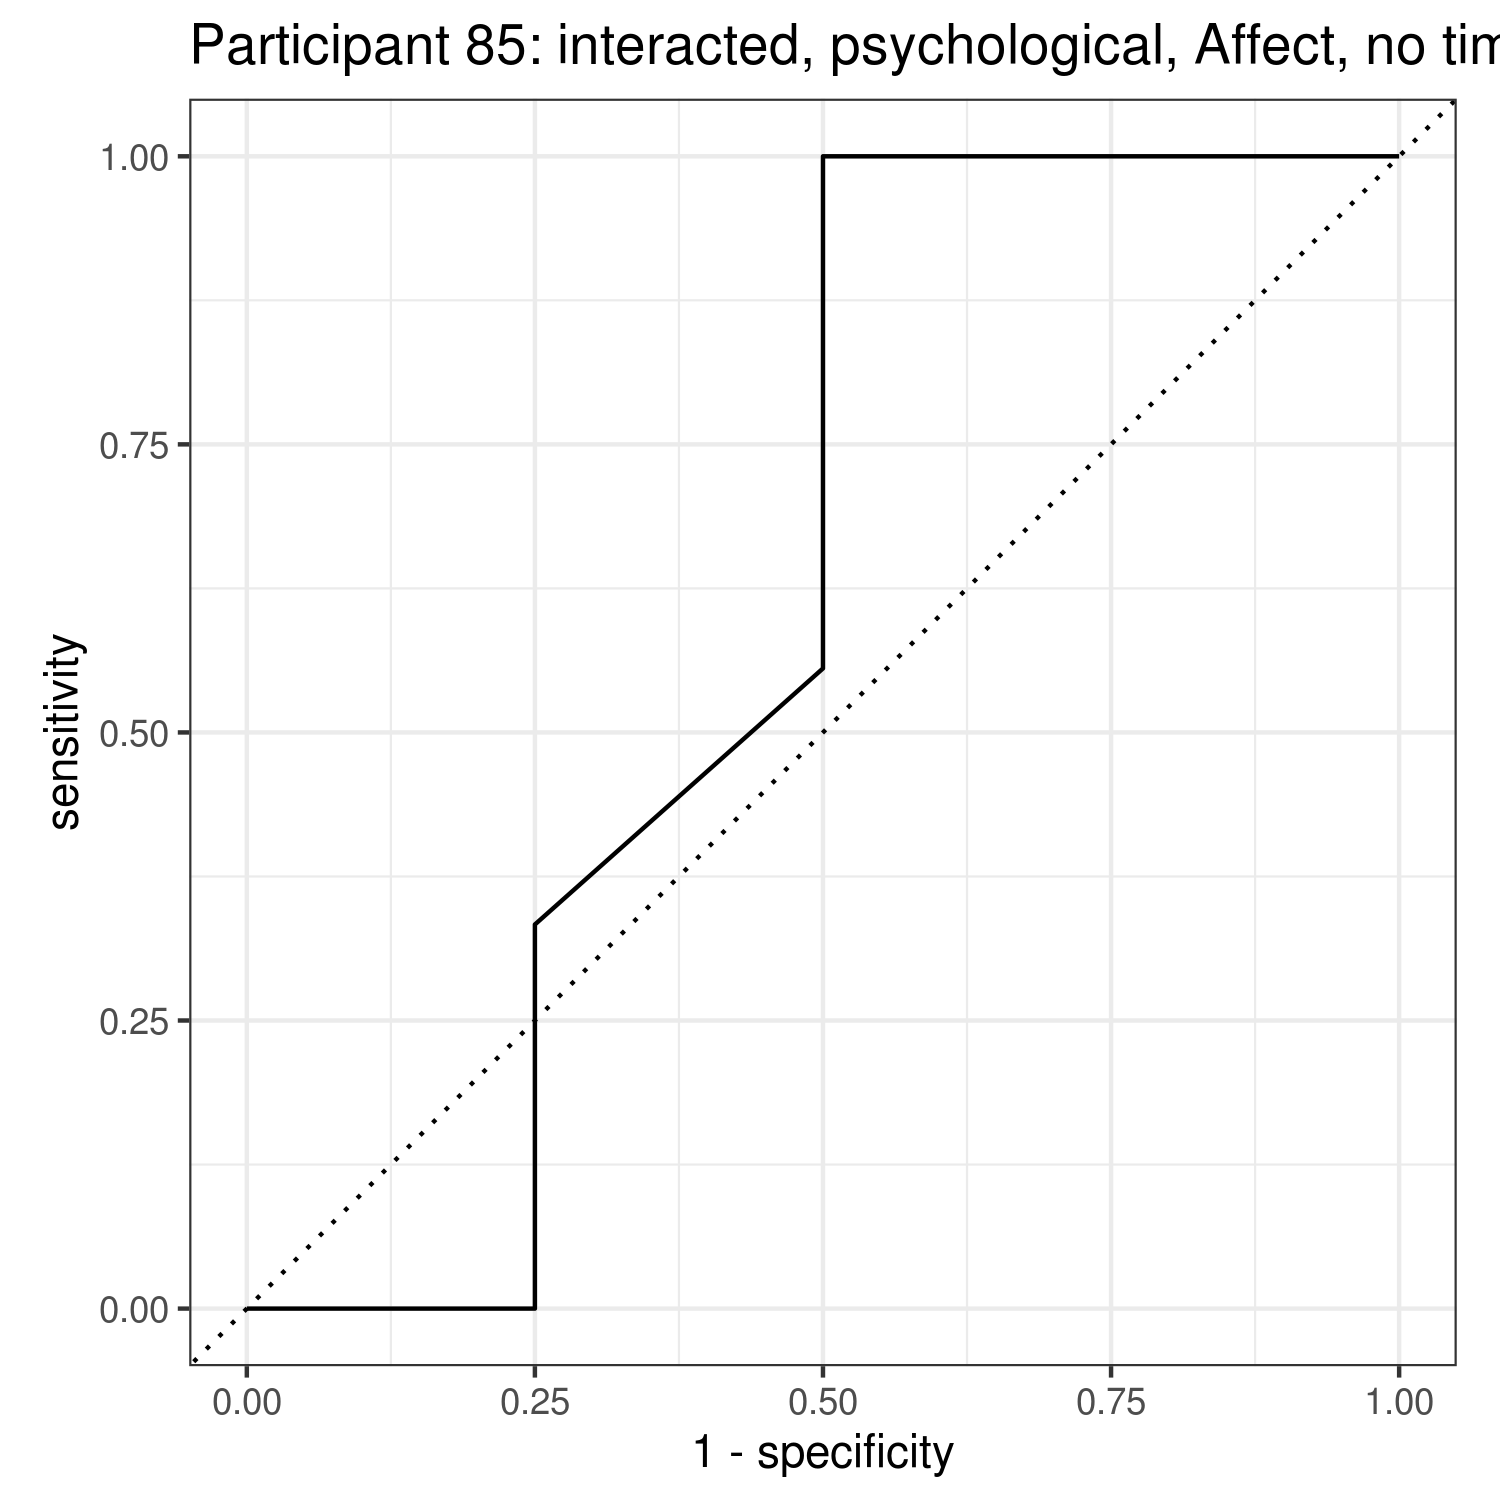 Participant 85: interacted, psychological, Affect, no tim
1.00
0.75
0.50
0.25
0.00
sensitivity
0.00 0.25 0.50 0.75 1.00
1 - specificity